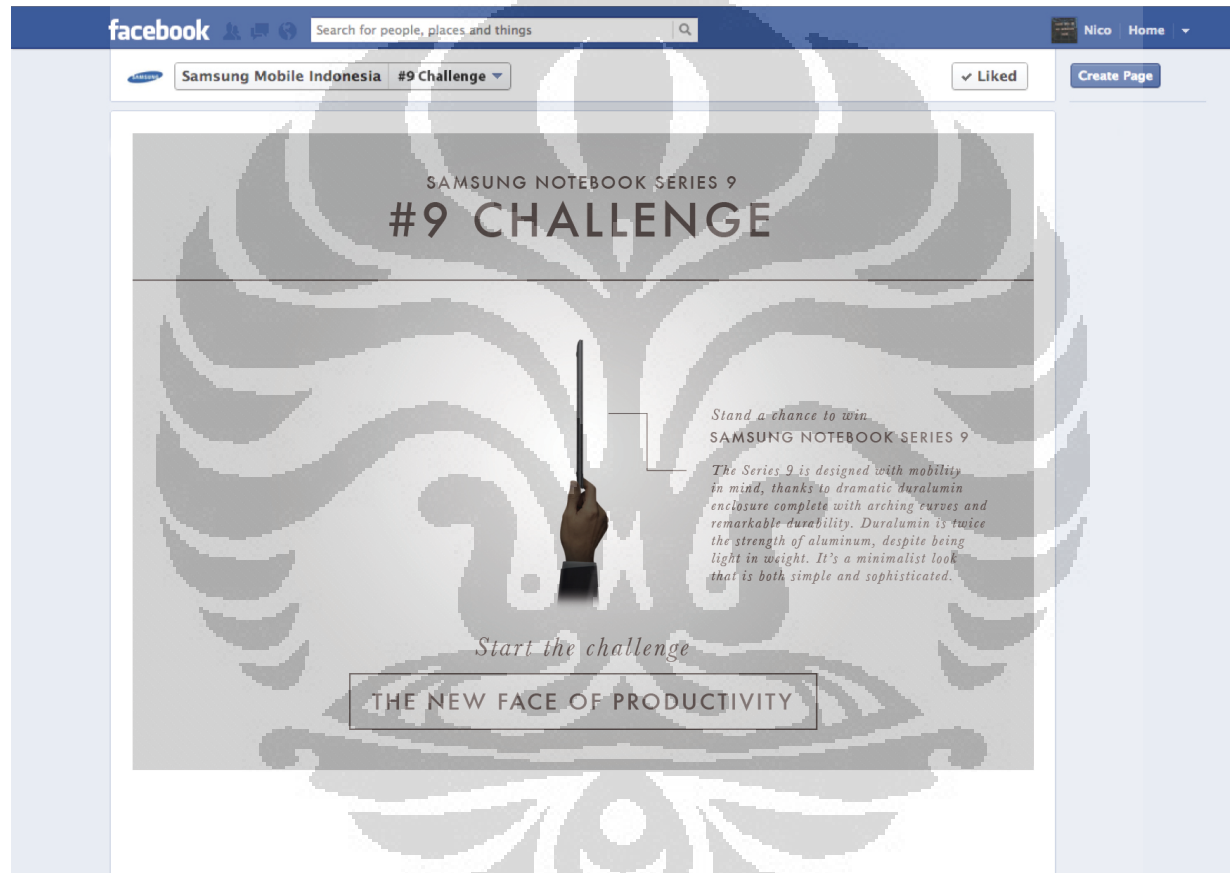 facebook
Search for people, places and things
Nico Home
SAMSUNG
Samsung Mobile Indonesia #9 Challenge
Liked
Create Page
SAMSUNG NOTEBOOK SERIES 9
#9 CHALLENGE
Stand a chance to win
SAMSUNG NOTEBOOK SERIES 9
The Series 9 is designed with mobility
in mind, thanks to dramatic duralumin
enclosure complete with arching curves and
remarkable durability. Duralumin is twice
the strength of aluminum, despite being
light in weight. It's a minimalist look
that is both simple and sophisticated.
Start the challenge
THE NEW FACE OF PRODUCTIVITY